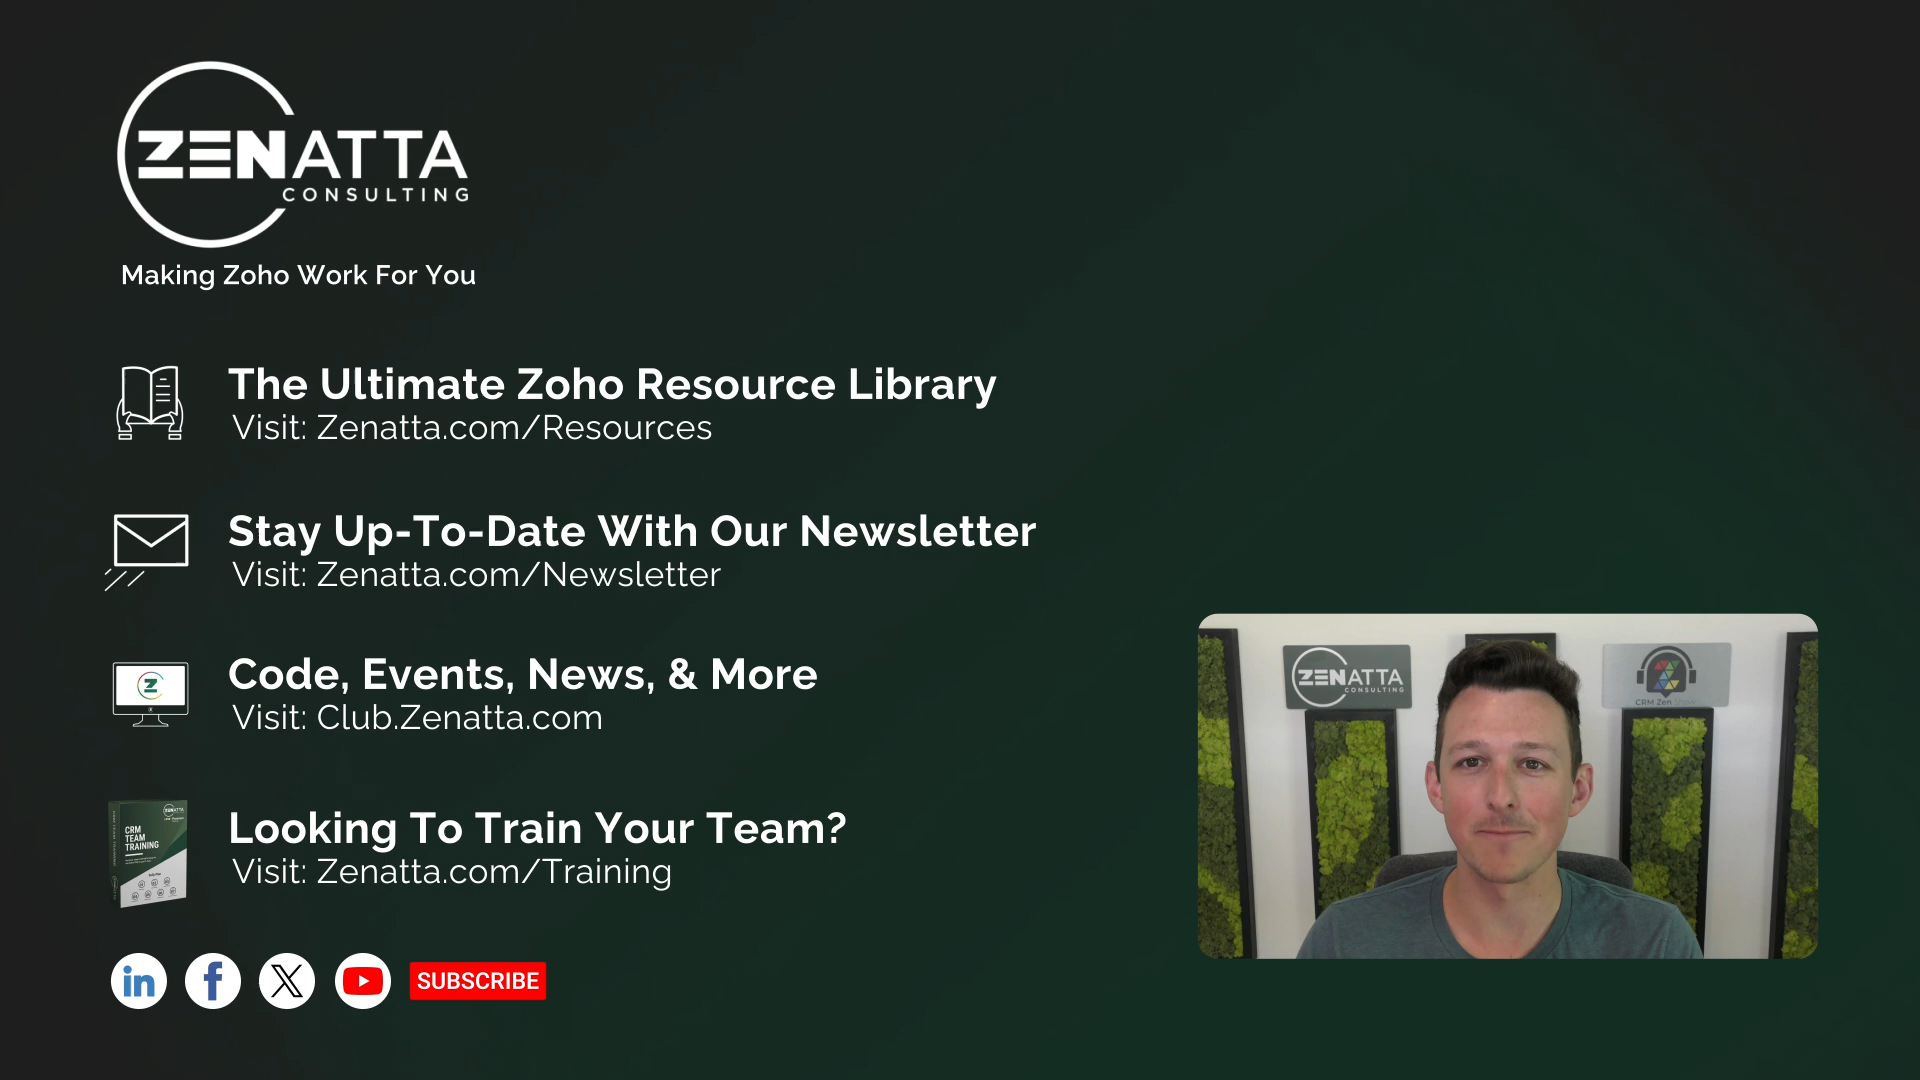 ZENATTA
CONSULTING
Making Zoho Work For You
The Ultimate Zoho Resource Library
Visit: Zenatta.com/Resources
Stay Up-To-Date With Our Newsletter
Visit: Zenatta.com/Newsletter
Code, Events, News, & More
Visit: Club.Zenatta.com
ZENATTA
CRM
TEAM
TRAINING
Looking To Train Your Team?
Visit: Zenatta.com/Training
in
f
X
SUBSCRIBE
ZENATTA
CONSULTING
CRM Zen